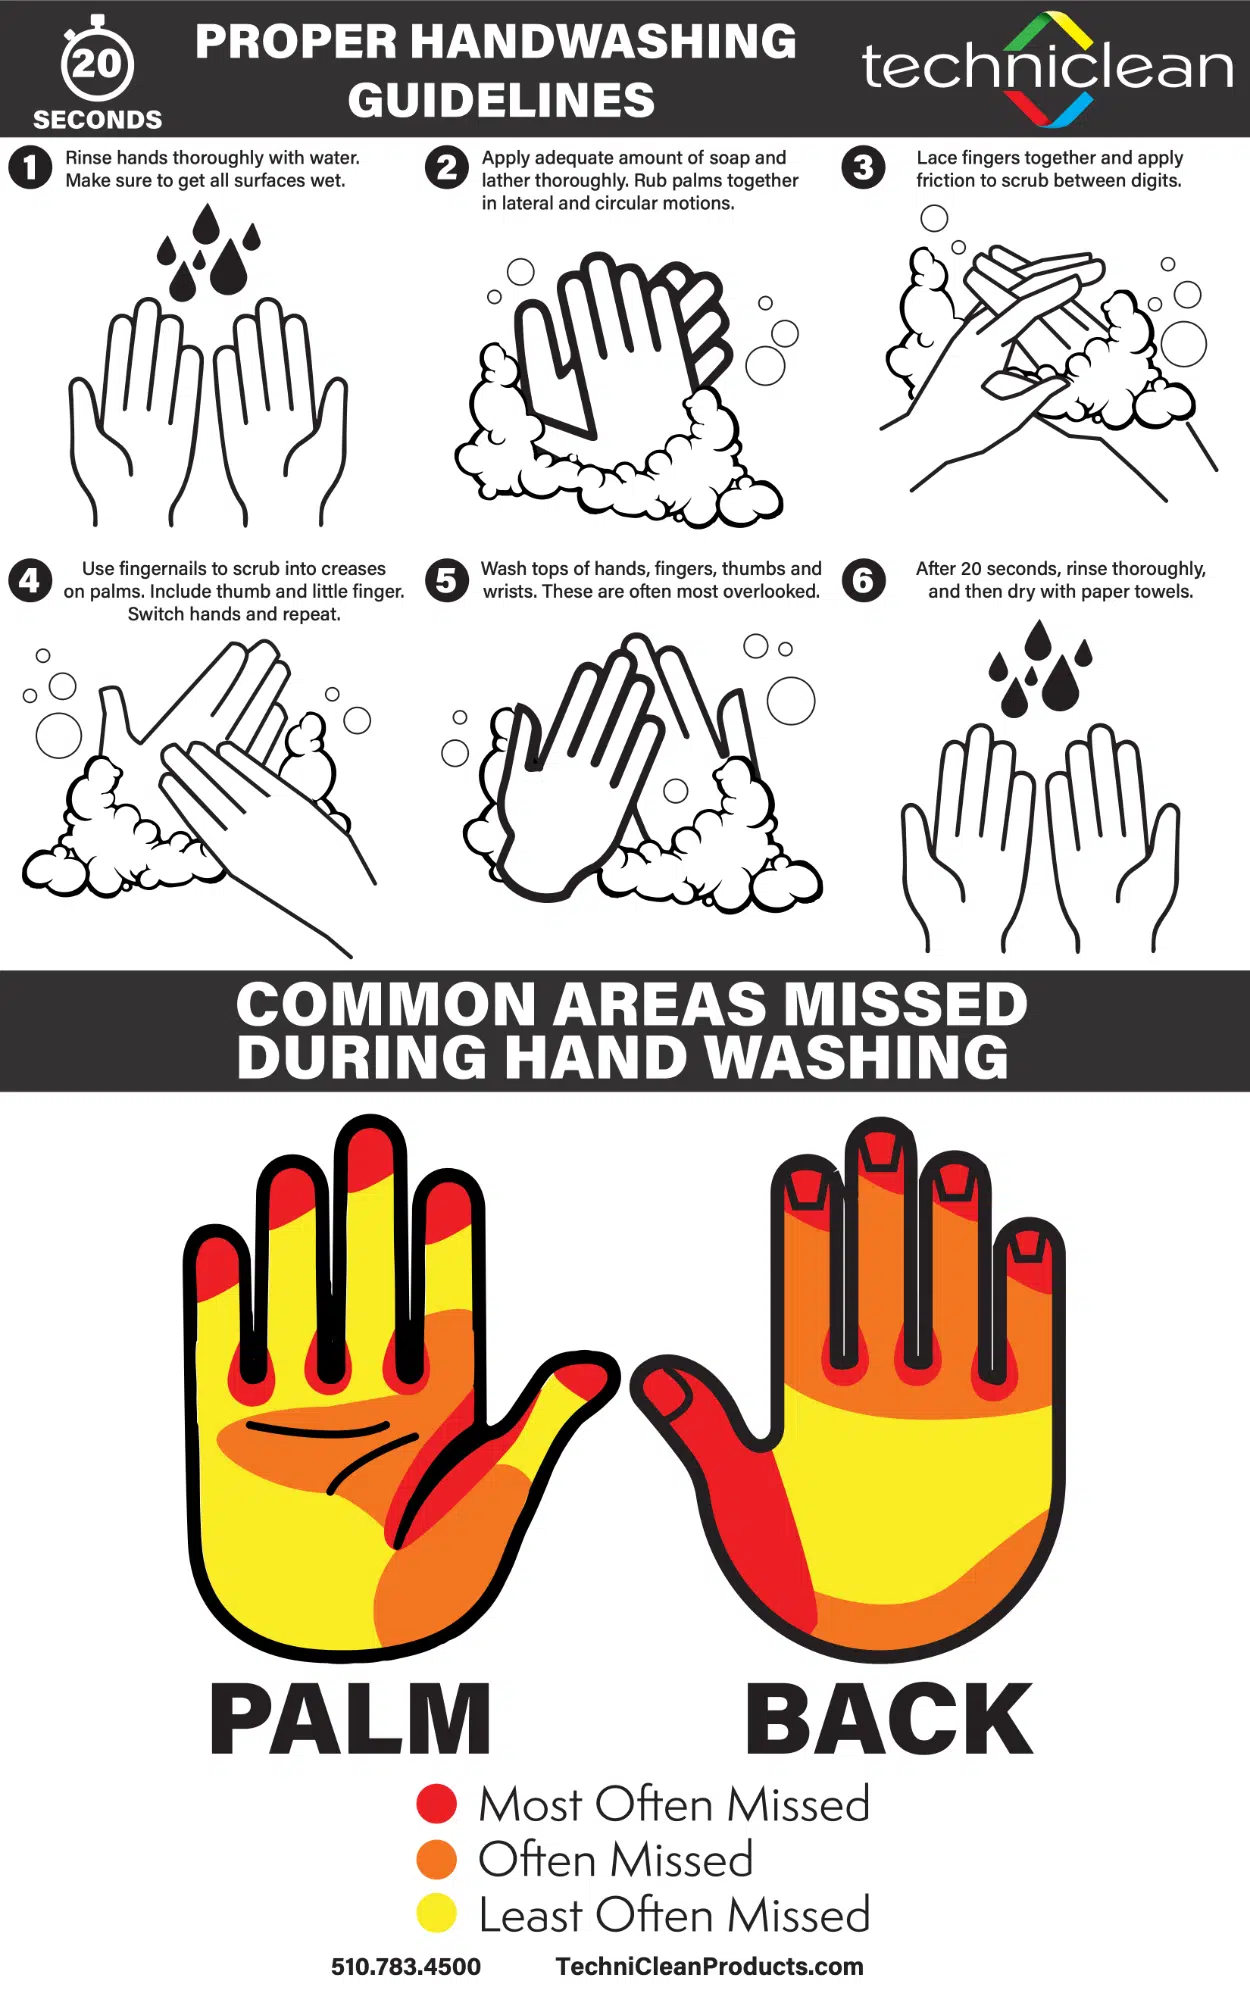 20
SECONDS
PROPER HANDWASHING
GUIDELINES
techniclean
1
Rinse hands thoroughly with water.
Make sure to get all surfaces wet.
2
Apply adequate amount of soap and
lather thoroughly. Rub palms together
in lateral and circular motions.
3
Lace fingers together and apply
friction to scrub between digits.
4
Use fingernails to scrub into creases
on palms. Include thumb and little finger.
Switch hands and repeat.
5
Wash tops of hands, fingers, thumbs and
wrists. These are often most overlooked.
6
After 20 seconds, rinse thoroughly,
and then dry with paper towels.
COMMON AREAS MISSED
DURING HAND WASHING
PALM
BACK
Most Often Missed
Often Missed
Least Often Missed
510.783.4500
TechniCleanProducts.com